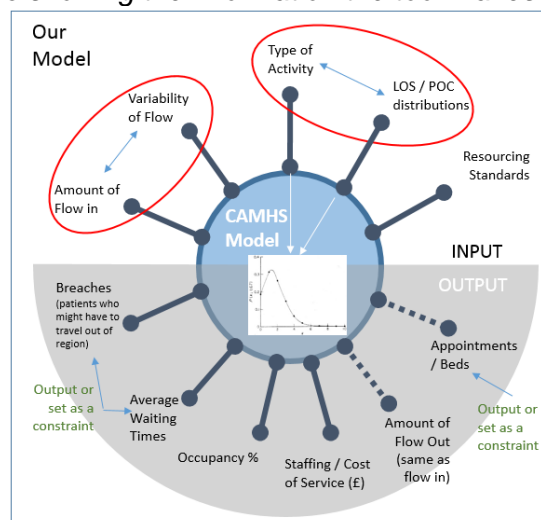 Our
Model
Type of
Activity
LOS / POC
distributions
Variability
of Flow
Amount of
Flow in
Resourcing
Standards
CAMHS
Model
INPUT
OUTPUT
Breaches
(patients who
might have to
travel out of
region)
Appointments
/ Beds
Output or
set as a
constraint
Average
Waiting
Times
Occupancy %
Staffing / Cost
of Service (£)
Amount of
Flow Out
(same as
flow in)
Output or
set as a
constraint